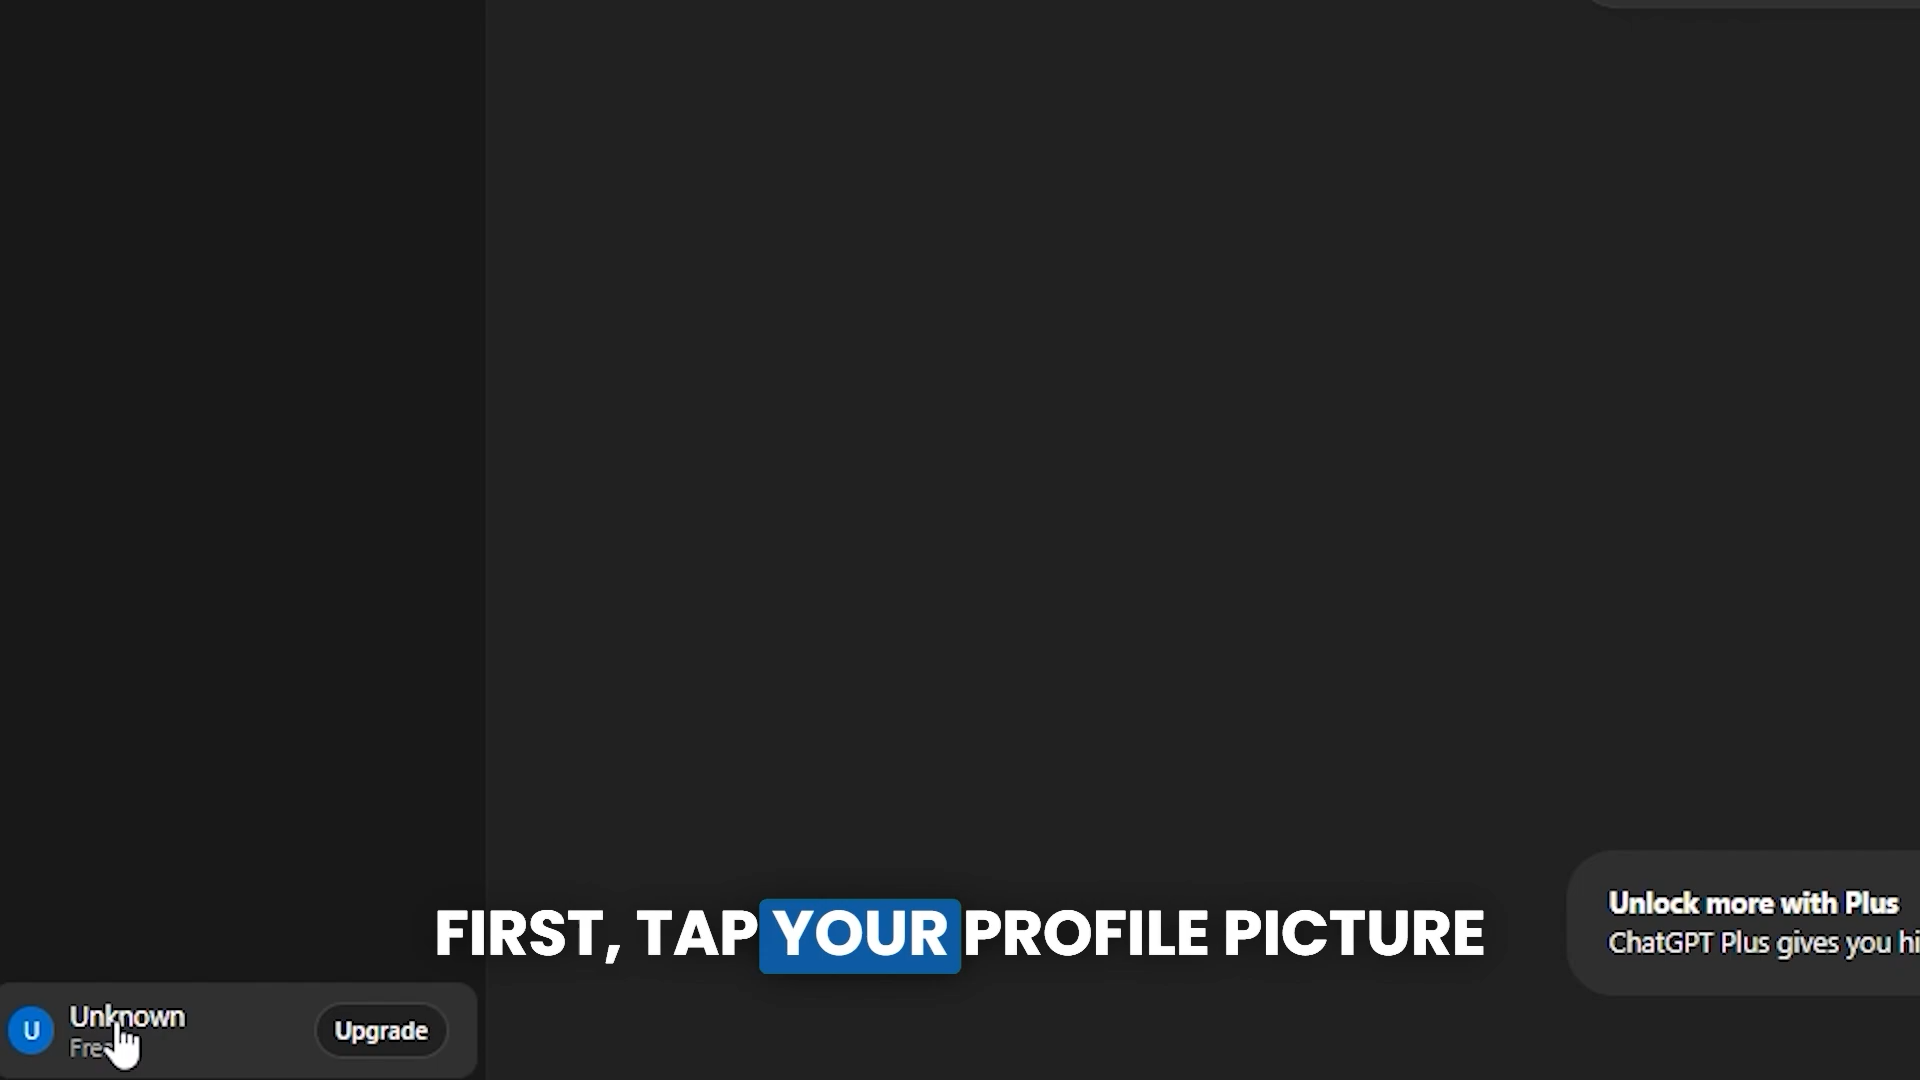 Unlock more with Plus
ChatGPT Plus gives you
FIRST, TAP YOUR PROFILE PICTURE
U
Unknown
Upgrade